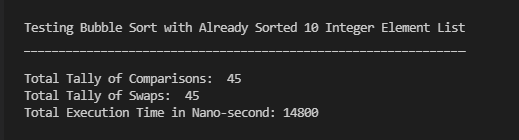 Testing Bubble Sort with Already Sorted 10 Integer Element List
_______________________________________________________________
Total Tally of Comparisons:  45
Total Tally of Swaps:  45
Total Execution Time in Nano-second: 14800